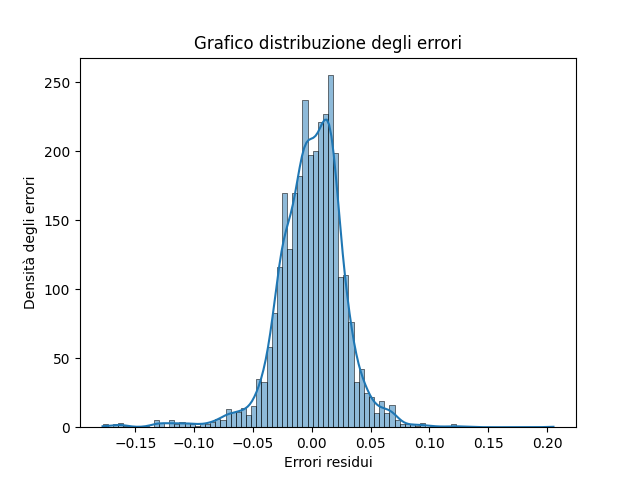 Grafico distribuzione degli errori
Densità degli errori
250
200
150
100
50
0
−0.15 −0.10 −0.05 0.00 0.05 0.10 0.15 0.20
Errori residui